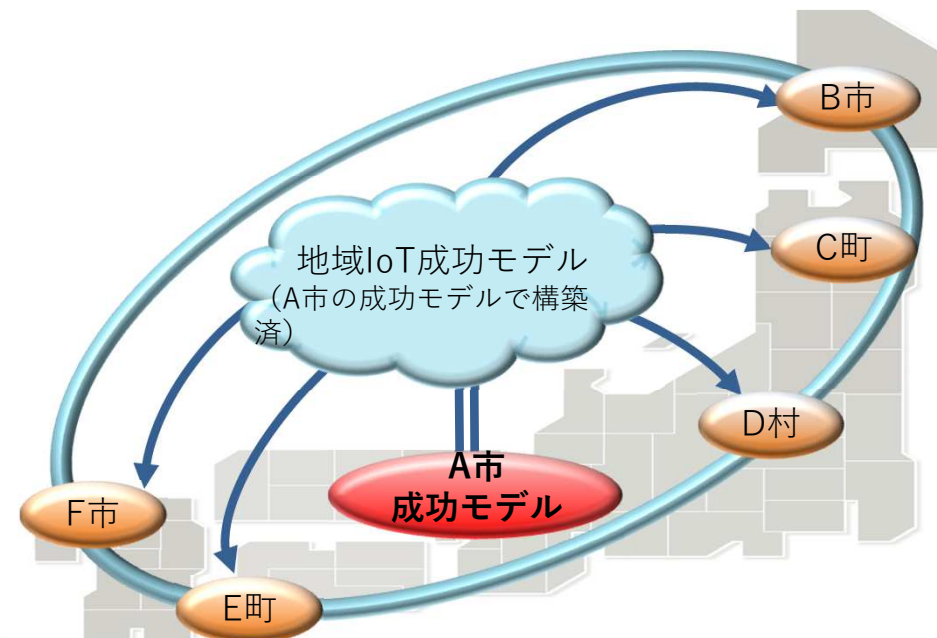 B市
C町
地域IoT成功モデル
（A市の成功モデルで構築
済）
D村
A市
成功モデル
F市
E町